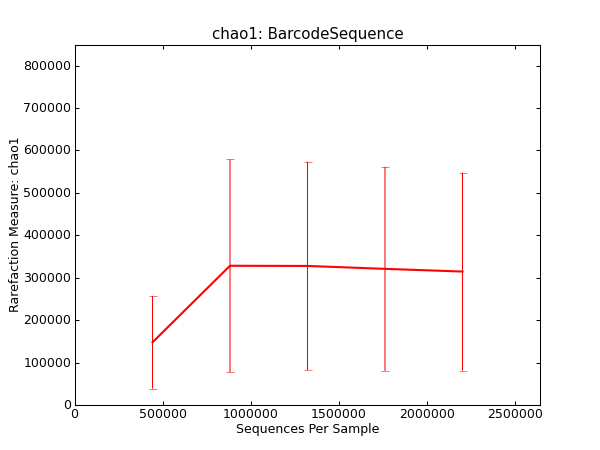 chao1: BarcodeSequence
Rarefaction Measure: chao1
800000
700000
600000
500000
400000
300000
200000
100000
0
0 500000 1000000 1500000 2000000 2500000
Sequences Per Sample